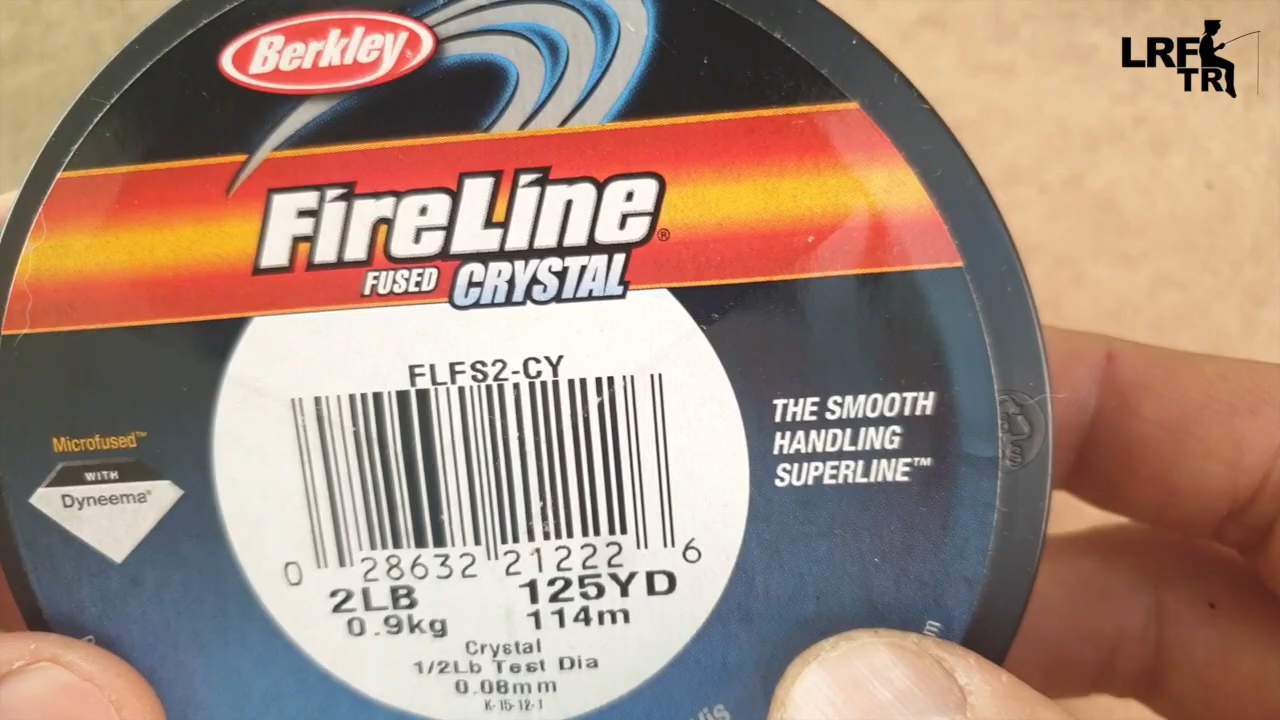 LRF
TR
Berkley
FireLine®
FUSED CRYSTAL
FLFS2-CY
0 28632 21222 6
2LB 125YD
0.9kg 114m
Crystal
1/2Lb Test Dia
0.08mm
K-15-12-1
Microfused™
WITH
Dyneema®
THE SMOOTH
HANDLING
SUPERLINE™